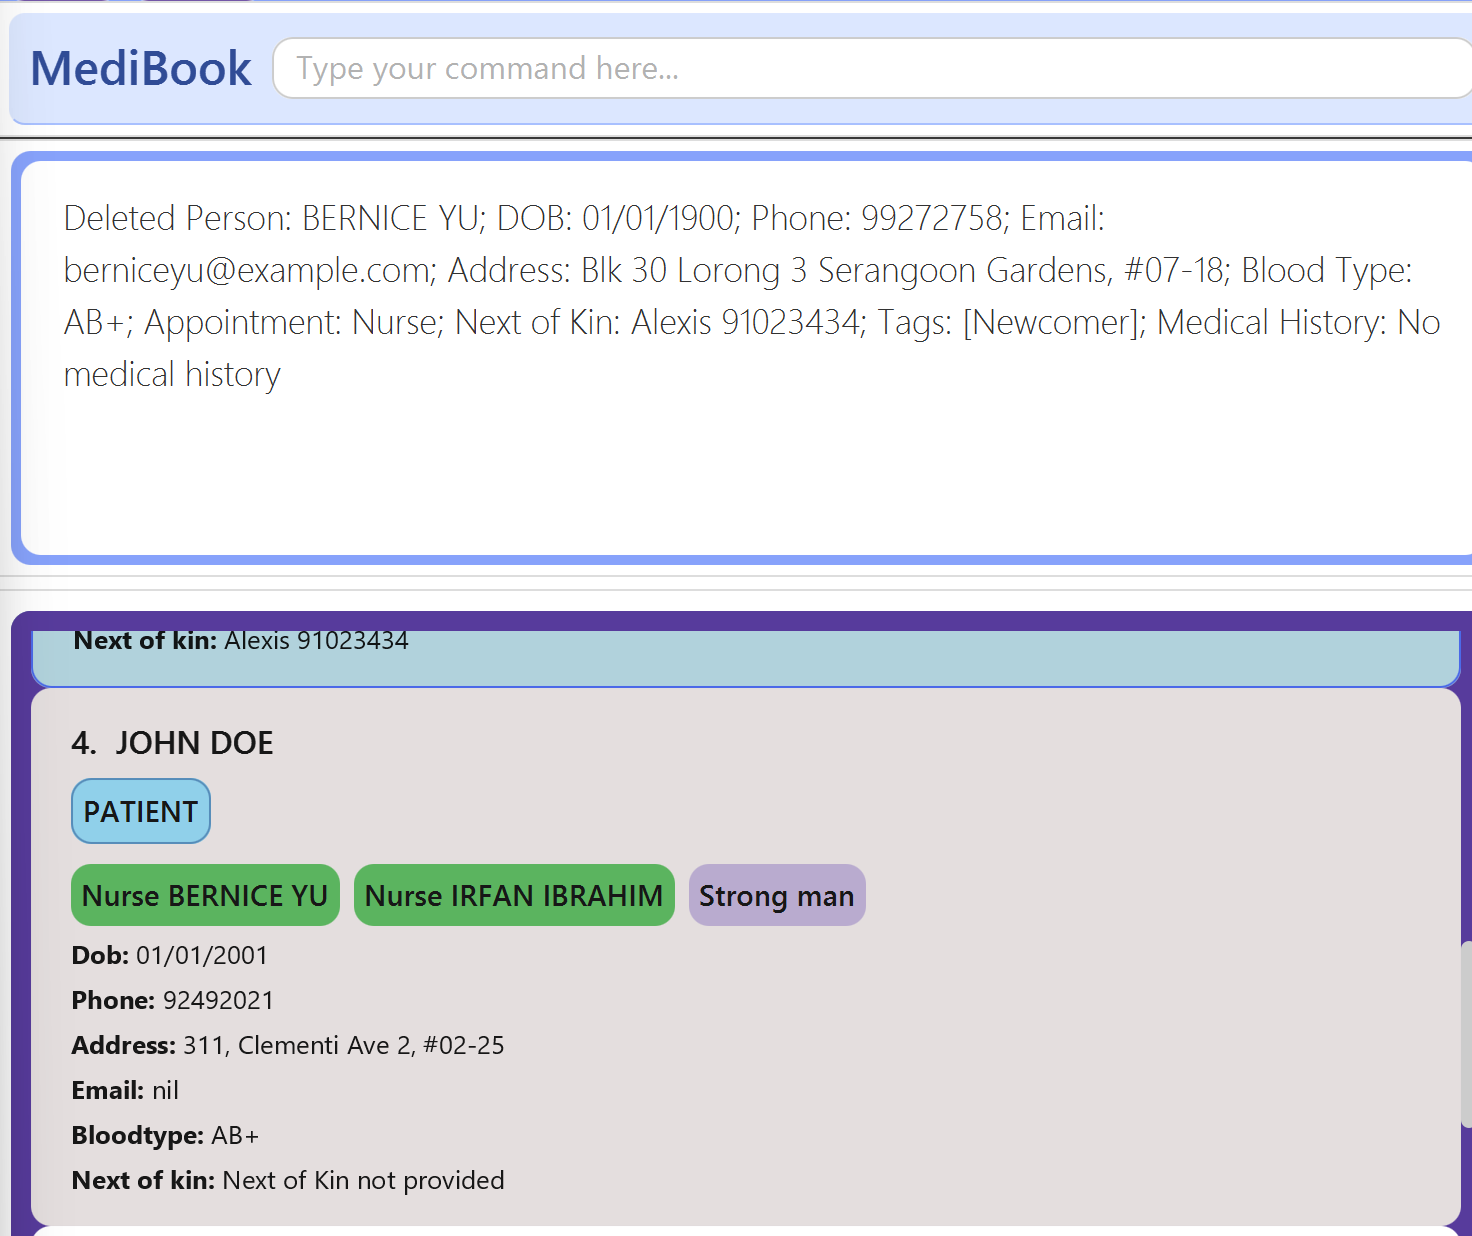 MediBook
Type your command here...
Deleted Person: BERNICE YU; DOB: 01/01/1900; Phone: 99272758; Email:
berniceyu@example.com; Address: Blk 30 Lorong 3 Serangoon Gardens, #07-18; Blood Type:
AB+; Appointment: Nurse; Next of Kin: Alexis 91023434; Tags: [Newcomer]; Medical History: No
medical history
Next of kin: Alexis 91023434
4. JOHN DOE
PATIENT
Nurse BERNICE YU Nurse IRFAN IBRAHIM Strong man
Dob: 01/01/2001
Phone: 92492021
Address: 311, Clementi Ave 2, #02-25
Email: nil
Bloodtype: AB+
Next of kin: Next of Kin not provided